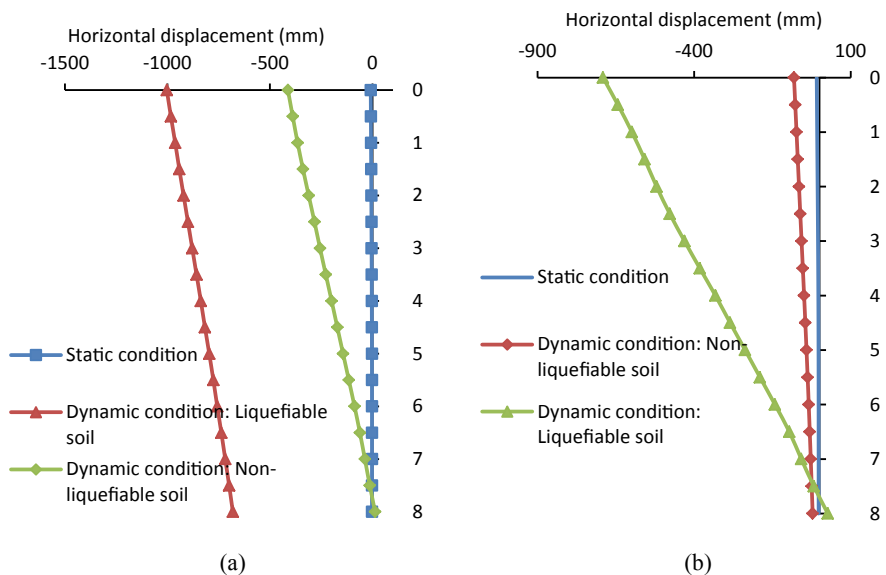 Horizontal displacement (mm)
-1500 -1000 -500 0
0
1
2
3
4
5
6
7
8
Static condition
Dynamic condition: Liquefiable
soil
Dynamic condition: Non-
liquefiable soil
(a)
Horizontal displacement (mm)
-900 -400 100
0
1
2
3
4
5
6
7
8
Static condition
Dynamic condition: Non-
liquefiable soil
Dynamic condition:
Liquefiable soil
(b)